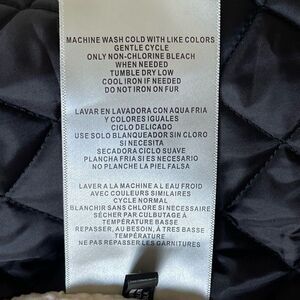 MACHINE WASH COLD WITH LIKE COLORS
GENTLE CYCLE
ONLY NON-CHLORINE BLEACH
WHEN NEEDED
TUMBLE DRY LOW
COOL IRON IF NEEDED
DO NOT IRON ON FUR
LAVAR EN LAVADORA CON AQUA FRIA
Y COLORES IGUALES
CICLO DELICADO
USE SOLO BLANQUEADOR SIN CLORO
SI NECESITA
SECADORA CICLO SUAVE
PLANCHA FRIA SI ES NECESARIO
NO PLANCHE LA PIEL FALSA
LAVER A LA MACHINE A L EAU FROID
AVEC COULEURS SIMILAIRES
CYCLE NORMAL
BLANCHIR SANS CHLORE SI NECESSAIRE
SÉCHER PAR CULBUTAGE À
TEMPÉRATURE BASSE
REPASSER, AU BESOIN, À TRES BASSE
TEMPÉRATURE
NE PAS REPASSER LES GARNITURES